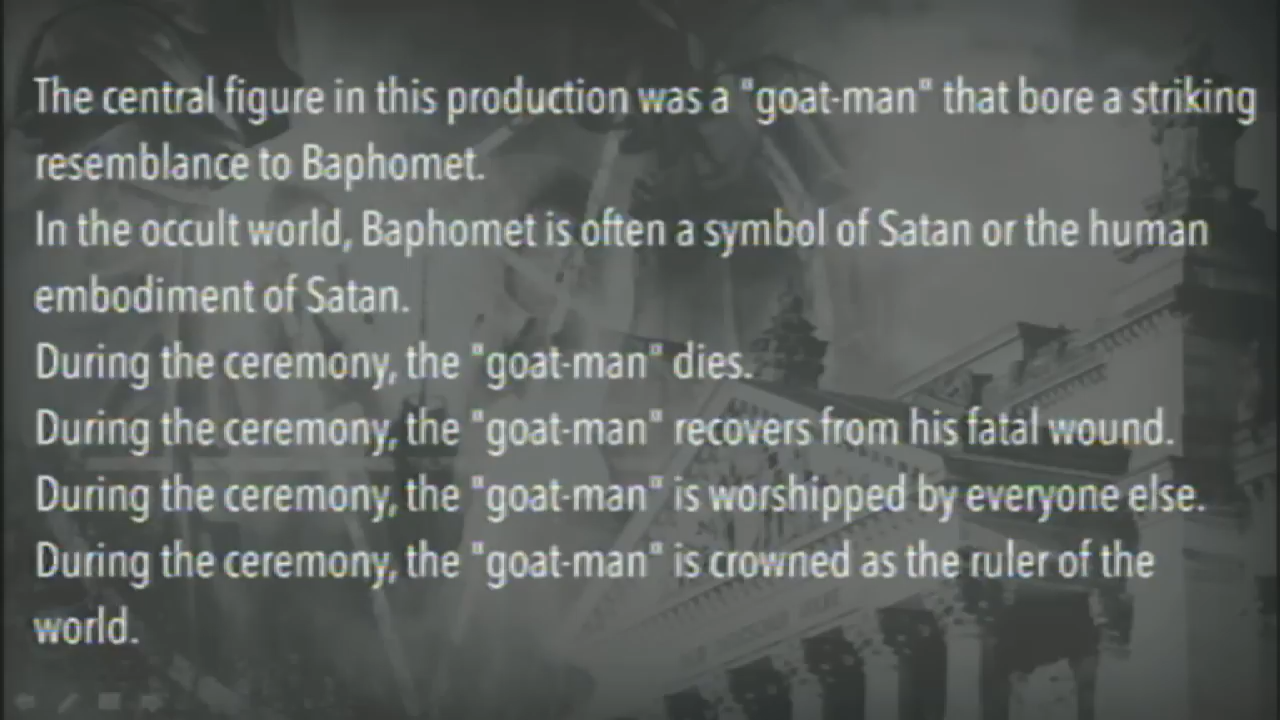 The central figure in this production was a "goat-man" that bore a striking
resemblance to Baphomet.
In the occult world, Baphomet is often a symbol of Satan or the human
embodiment of Satan.
During the ceremony, the "goat-man" dies.
During the ceremony, the "goat-man" recovers from his fatal wound.
During the ceremony, the "goat-man" is worshipped by everyone else.
During the ceremony, the "goat-man" is crowned as the ruler of the
world.